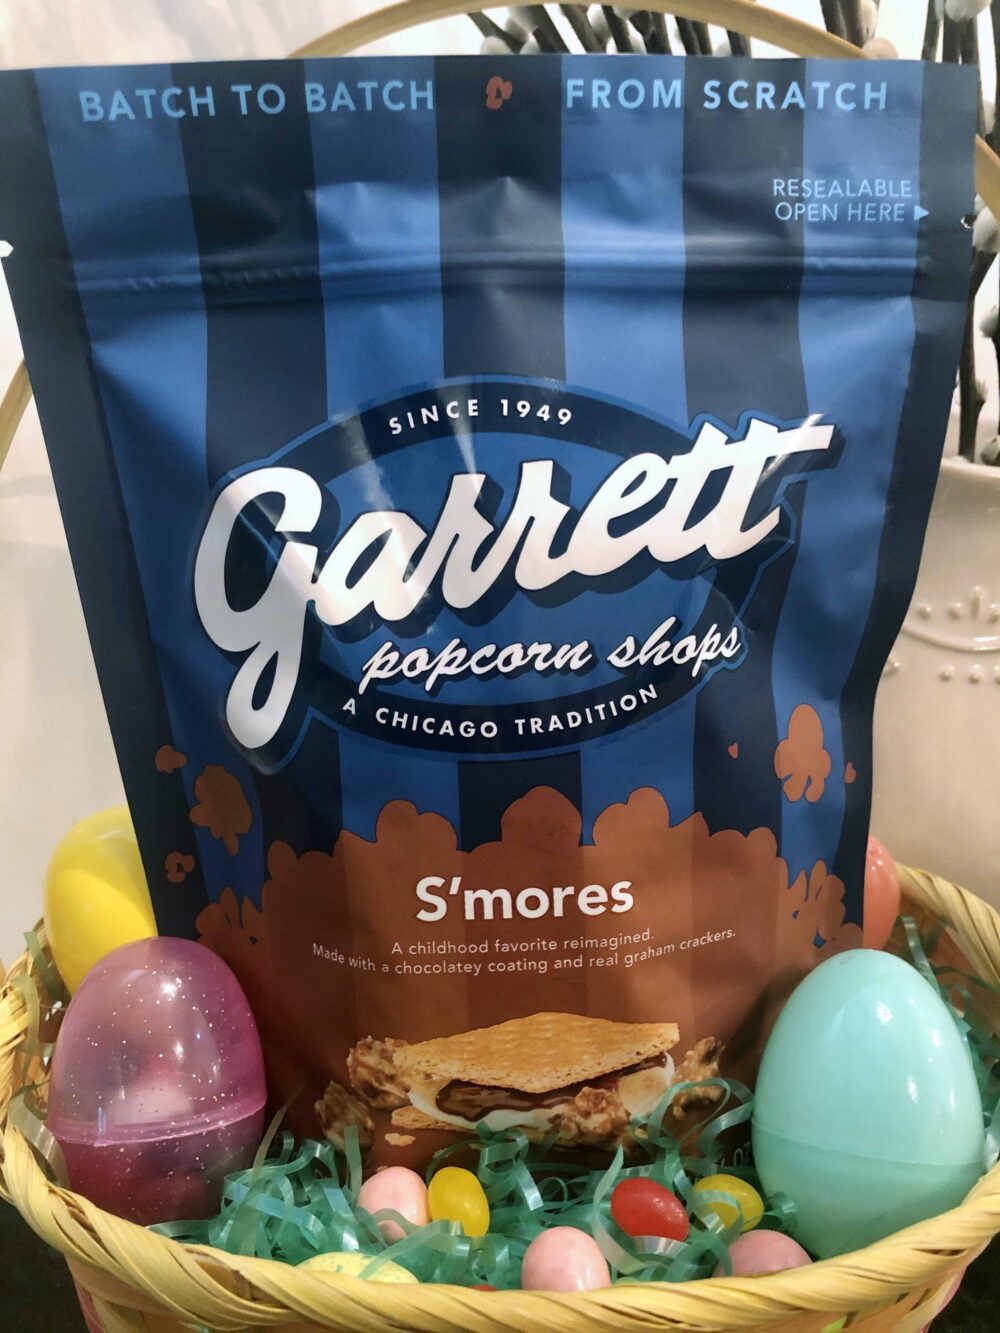 BATCH TO BATCH FROM SCRATCH
RESEALABLE
OPEN HERE
SINCE 1949
Garrett
popcorn shops
A CHICAGO TRADITION
S'mores
A childhood favorite reimagined.
Made with a chocolatey coating and real graham crackers.